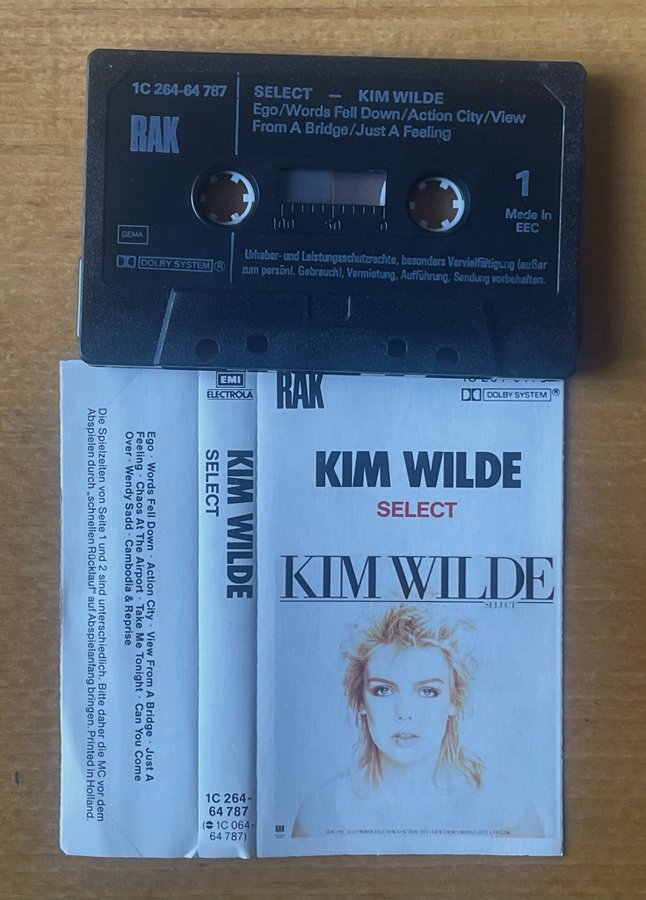 1C 264-64 787
RAK
SELECT — KIM WILDE
Ego/Words Fell Down/Action City/View
From A Bridge/Just A Feeling
100 50 0
1
Made in
EEC
GEMA
DOLBY SYSTEM®
Urheber- und Leistungsschutzrechte, besonders Vervielfältigung (außer
zum persönl. Gebrauch), Vermietung, Aufführung, Sendung vorbehalten.
Die Spielzeiten von Seite 1 und 2 sind unterschiedlich. Bitte daher die MC vor dem
Abspielen durch „schnellen Rücklauf" auf Abspielanfang bringen. Printed in Holland.
Ego · Words Fell Down · Action City · View From A Bridge · Just A
Feeling · Chaos At The Airport · Take Me Tonight · Can You Come
Over · Wendy Sadd · Cambodia & Reprise
EMI
ELECTROLA
KIM WILDE
SELECT
1C 264-
64 787
(1C 064-
64 787)
RAK
DOLBY SYSTEM®
KIM WILDE
SELECT
KIM WILDE
SELECT
RAK